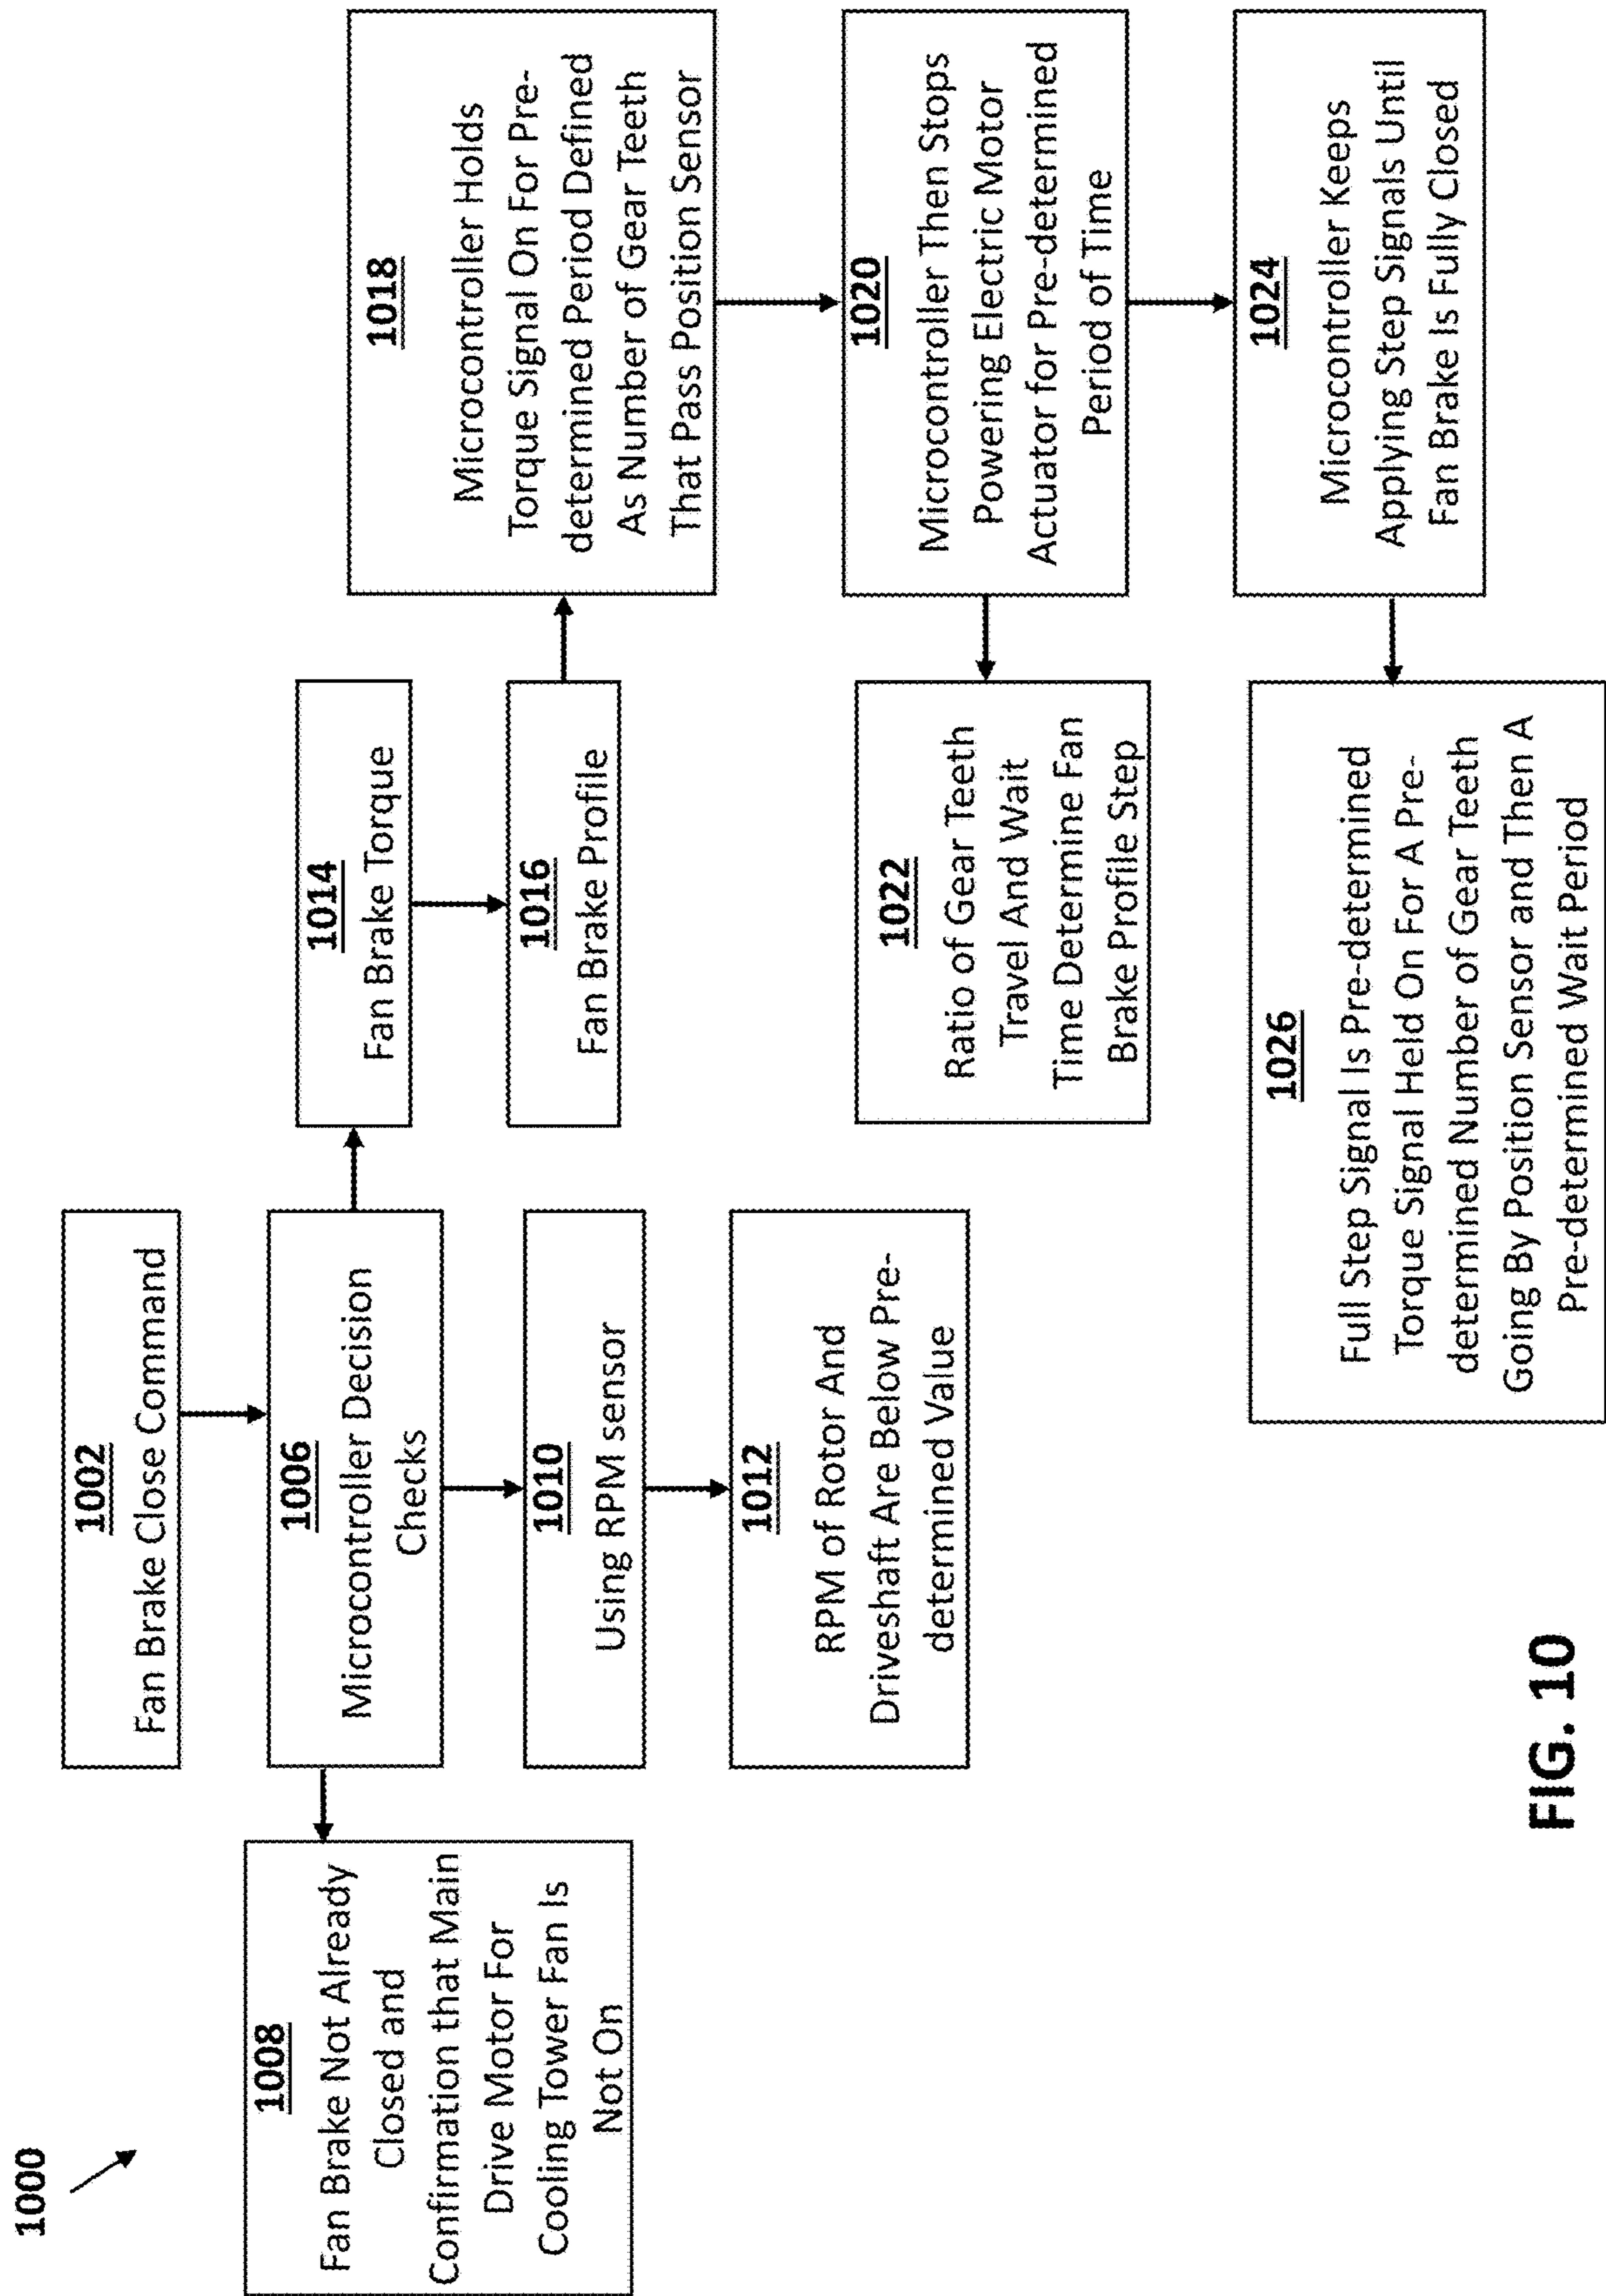 1000
1002
Fan Brake Close Command
1006
Microcontroller Decision
Checks
1008
Fan Brake Not Already
Closed and
Confirmation that Main
Drive Motor For
Cooling Tower Fan Is
Not On
1010
Using RPM sensor
1012
RPM of Rotor And
Driveshaft Are Below Pre-
determined Value
1014
Fan Brake Torque
1016
Fan Brake Profile
1018
Microcontroller Holds
Torque Signal On For Pre-
determined Period Defined
As Number of Gear Teeth
That Pass Position Sensor
1020
Microcontroller Then Stops
Powering Electric Motor
Actuator for Pre-determined
Period of Time
1022
Ratio of Gear Teeth
Travel And Wait
Time Determine Fan
Brake Profile Step
1024
Microcontroller Keeps
Applying Step Signals Until
Fan Brake Is Fully Closed
1026
Full Step Signal Is Pre-determined
Torque Signal Held On For A Pre-
determined Number of Gear Teeth
Going By Position Sensor and Then A
Pre-determined Wait Period
FIG. 10